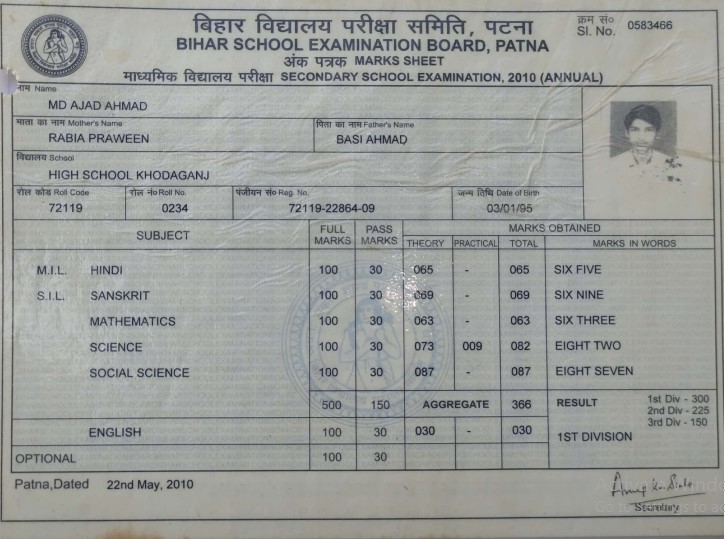 बिहार विद्यालय परीक्षा समिति, पटना
क्रम सं० Sl. No. 0583466
BIHAR SCHOOL EXAMINATION BOARD, PATNA
अंक पत्रक MARKS SHEET
माध्यमिक विद्यालय परीक्षा SECONDARY SCHOOL EXAMINATION, 2010 (ANNUAL)
नाम Name
MD AJAD AHMAD
माता का नाम Mother's Name पिता का नाम Father's Name
RABIA PRAWEEN BASI AHMAD
विद्यालय School
HIGH SCHOOL KHODAGANJ
रोल कोड Roll Code रोल नं० Roll No. पंजीयन सं० Reg. No. जन्म तिथि Date of Birth
72119 0234 72119-22864-09 03/01/95
SUBJECT FULL MARKS PASS MARKS MARKS OBTAINED
THEORY PRACTICAL TOTAL MARKS IN WORDS
M.I.L. HINDI 100 30 065 - 065 SIX FIVE
S.I.L. SANSKRIT 100 30 069 - 069 SIX NINE
MATHEMATICS 100 30 063 - 063 SIX THREE
SCIENCE 100 30 073 009 082 EIGHT TWO
SOCIAL SCIENCE 100 30 087 - 087 EIGHT SEVEN
500 150 AGGREGATE 366 RESULT 1st Div - 300
2nd Div - 225
3rd Div - 150
ENGLISH 100 30 030 - 030 1ST DIVISION
OPTIONAL 100 30
Patna,Dated 22nd May, 2010
Secretary